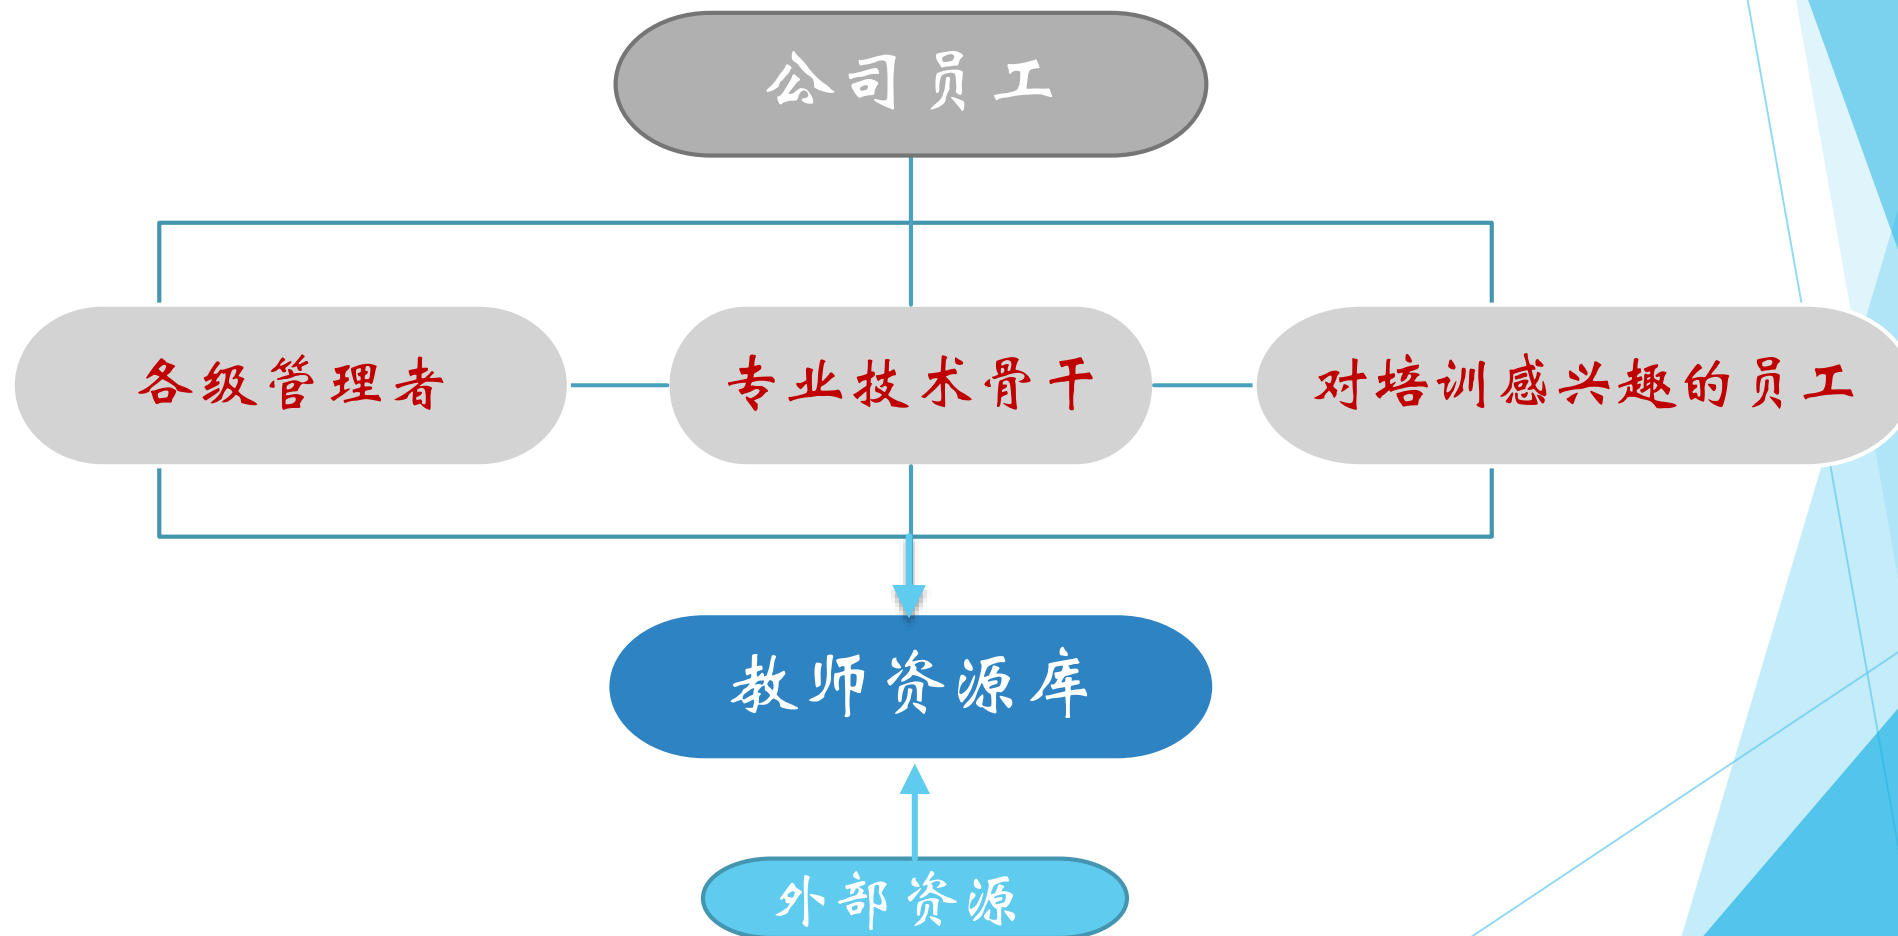 公司员工
各级管理者
专业技术骨干
对培训感兴趣的员工
教师资源库
外部资源